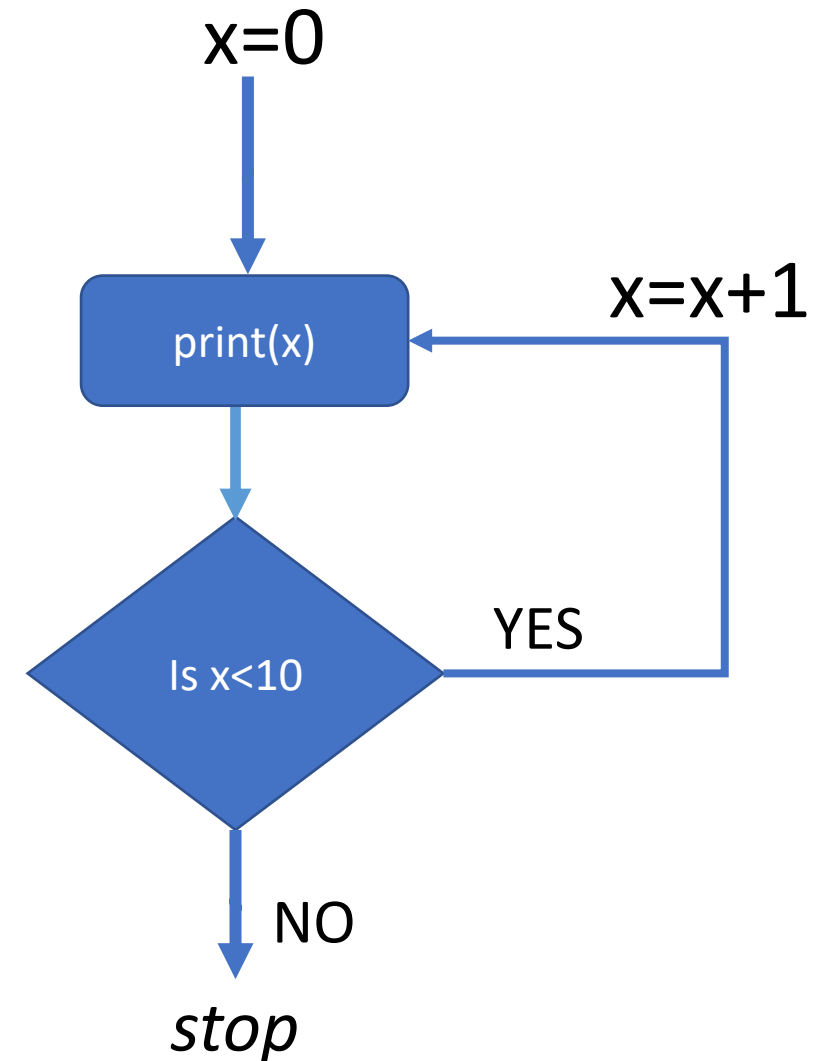 x=0
x=x+1
print(x)
YES
Is x<10
NO
stop